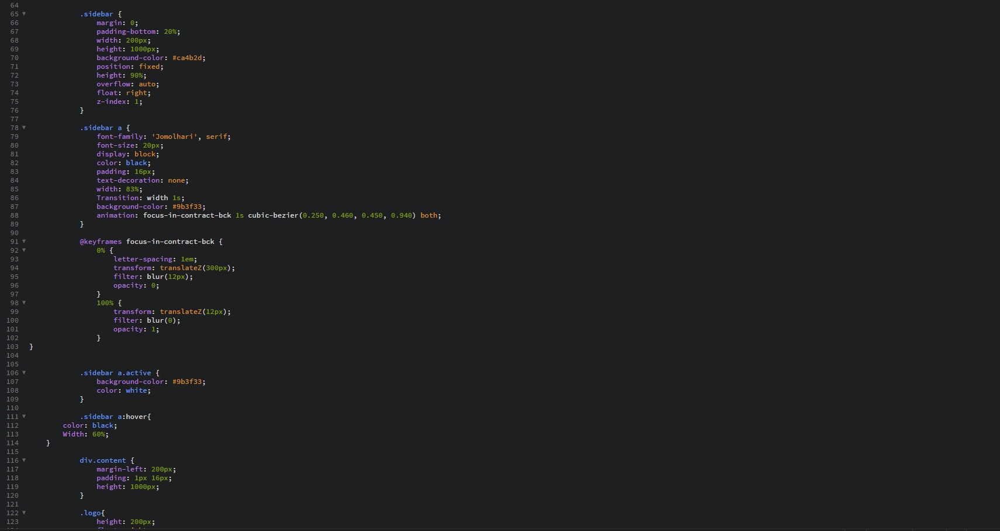 64
65 .sidebar {
66 margin: 0;
67 padding-bottom: 20%;
68 width: 200px;
69 height: 1000px;
70 background-color: #ca4b2d;
71 position: fixed;
72 height: 90%;
73 overflow: auto;
74 float: right;
75 z-index: 1;
76 }
77
78 .sidebar a {
79 font-family: 'Jomolhari', serif;
80 font-size: 20px;
81 display: block;
82 color: black;
83 padding: 16px;
84 text-decoration: none;
85 width: 83%;
86 Transition: width 1s;
87 background-color: #9b3f33;
88 animation: focus-in-contract-bck 1s cubic-bezier(0.250, 0.460, 0.450, 0.940) both;
89 }
90
91 @keyframes focus-in-contract-bck {
92 0% {
93 letter-spacing: 1em;
94 transform: translateZ(300px);
95 filter: blur(12px);
96 opacity: 0;
97 }
98 100% {
99 transform: translateZ(12px);
100 filter: blur(0);
101 opacity: 1;
102 }
103 }
104
105
106 .sidebar a.active {
107 background-color: #9b3f33;
108 color: white;
109 }
110
111 .sidebar a:hover{
112 color: black;
113 Width: 60%;
114 }
115
116 div.content {
117 margin-left: 200px;
118 padding: 1px 16px;
119 height: 1000px;
120 }
121
122 .logo{
123 height: 200px;